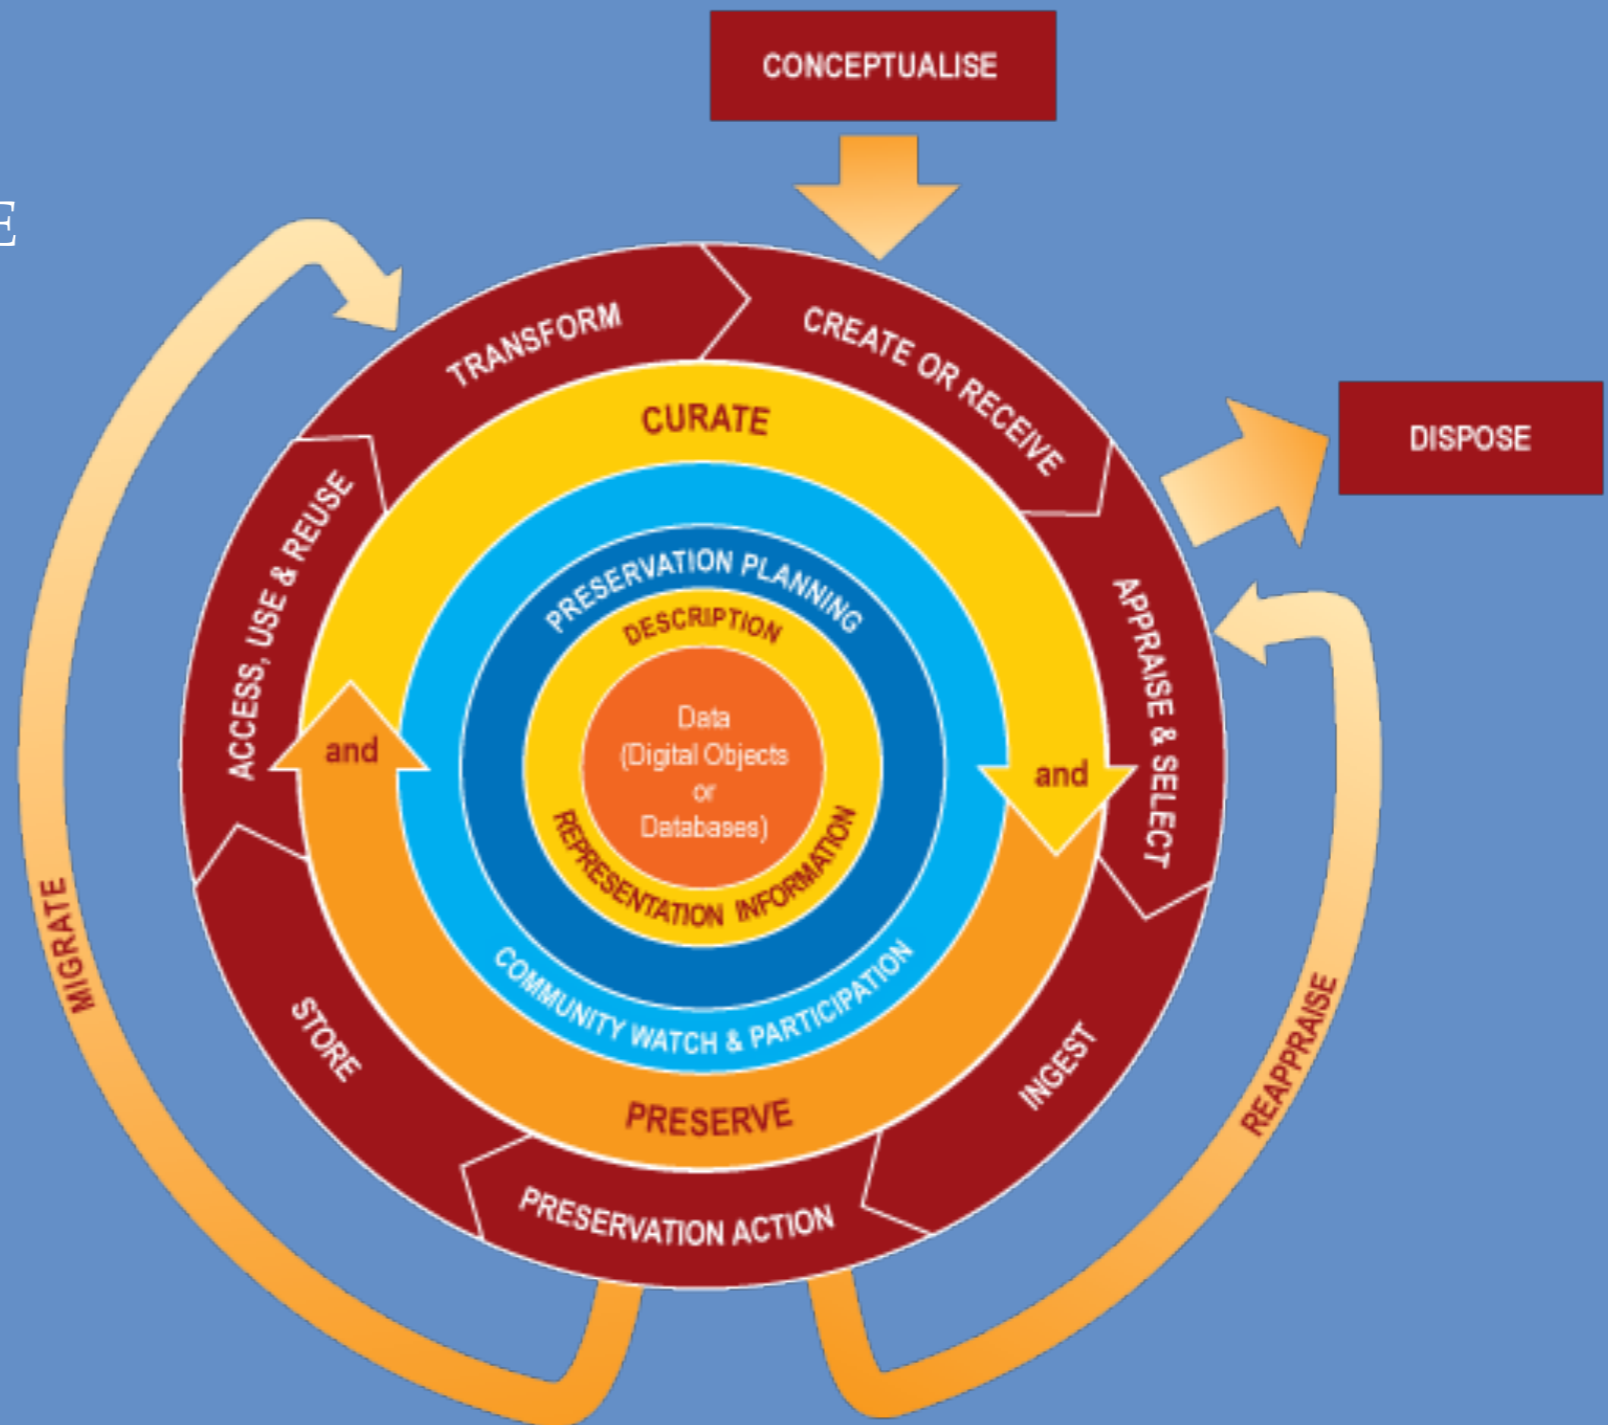 CONCEPTUALISE
E
TRANSFORM
CREATE OR RECEIVE
CURATE
DISPOSE
ACCESS, USE & REUSE
PRESERVATION PLANNING
DESCRIPTION
APPRAISE & SELECT
Data
(Digital Objects
or
Databases)
and
and
REPRESENTATION INFORMATION
COMMUNITY WATCH & PARTICIPATION
MIGRATE
STORE
INGEST
REAPPRAISE
PRESERVE
PRESERVATION ACTION